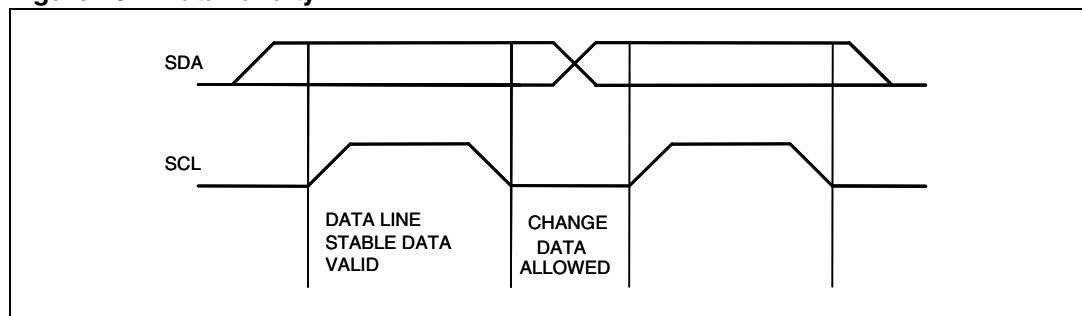 SDA
SCL
DATA LINE
STABLE DATA
VALID
CHANGE
DATA
ALLOWED